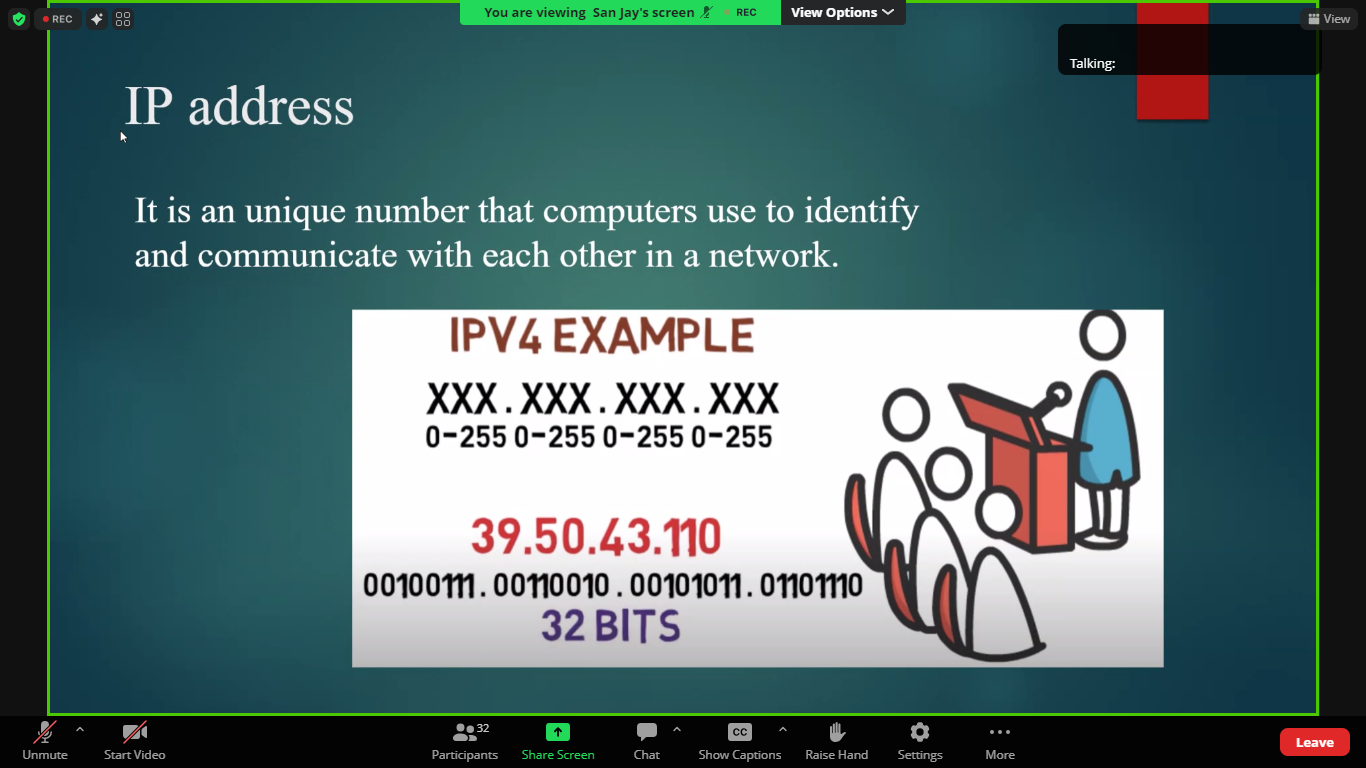 REC
You are viewing San Jay's screen REC View Options
View
Talking:
IP address
It is an unique number that computers use to identify
and communicate with each other in a network.
IPV4 EXAMPLE
XXX.XXX.XXX.XXX
0-255 0-255 0-255 0-255
39.50.43.110
00100111.00110010.00101011.01101110
32 BITS
32
CC
Unmute Start Video Participants Share Screen Chat Show Captions Raise Hand Settings More Leave